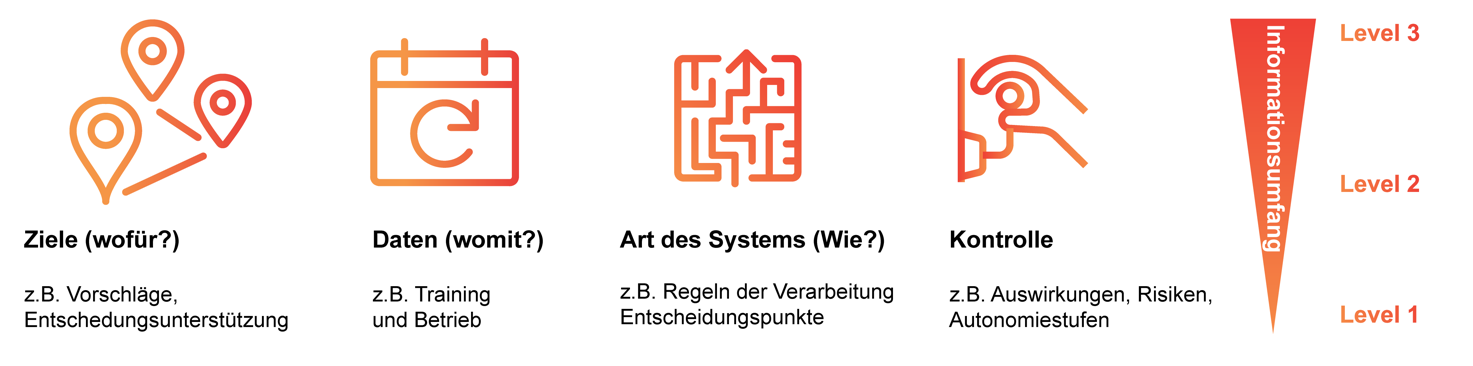 Ziele (wofür?)
z.B. Vorschläge,
Entschedungsunterstützung
Daten (womit?)
z.B. Training
und Betrieb
Art des Systems (Wie?)
z.B. Regeln der Verarbeitung
Entscheidungspunkte
Kontrolle
z.B. Auswirkungen, Risiken,
Autonomiestufen
Informationsumfang
Level 3
Level 2
Level 1